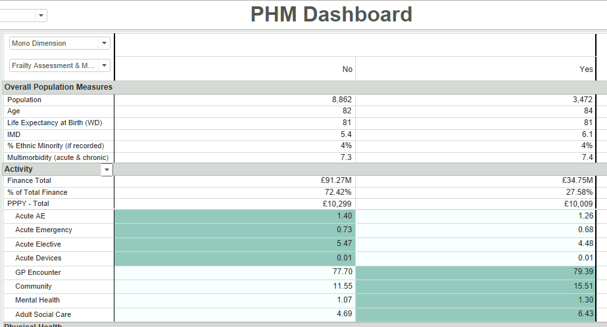 PHM Dashboard
Mono Dimension
Frailty Assessment & M...
No Yes
Overall Population Measures
Population 8,862 3,472
Age 82 84
Life Expectancy at Birth (WD) 81 81
IMD 5.4 6.1
% Ethnic Minority (if recorded) 4% 4%
Multimorbidity (acute & chronic) 7.3 7.4
Activity
Finance Total £91.27M £34.75M
% of Total Finance 72.42% 27.58%
PPPY - Total £10,299 £10,009
Acute AE 1.40 1.26
Acute Emergency 0.73 0.68
Acute Elective 5.47 4.48
Acute Devices 0.01 0.01
GP Encounter 77.70 79.39
Community 11.55 15.51
Mental Health 1.07 1.30
Adult Social Care 4.69 6.43
Physical Health